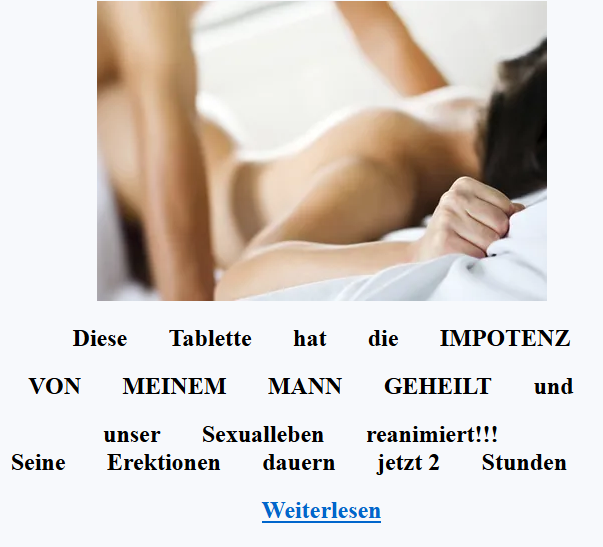 Diese Tablette hat die IMPOTENZ
VON MEINEM MANN GEHEILT und
unser Sexualleben reanimiert!!!
Seine Erektionen dauern jetzt 2 Stunden
Weiterlesen